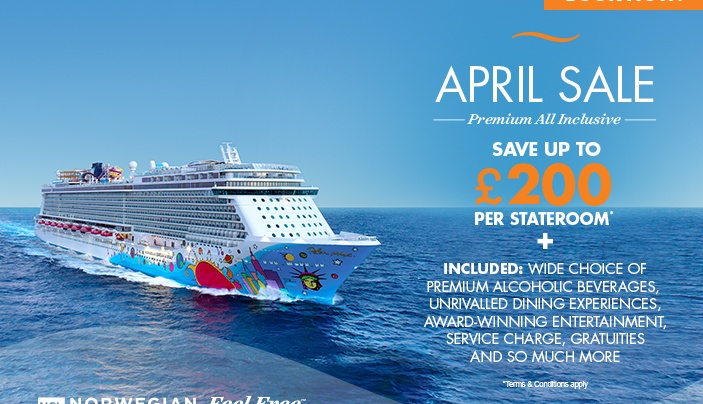 APRIL SALE
Premium All Inclusive
SAVE UP TO
£200
PER STATEROOM*
+
INCLUDED: WIDE CHOICE OF
PREMIUM ALCOHOLIC BEVERAGES,
UNRIVALLED DINING EXPERIENCES,
AWARD-WINNING ENTERTAINMENT,
SERVICE CHARGE, GRATUITIES
AND SO MUCH MORE
*Terms & Conditions apply
NORWEGIAN Feel Free™